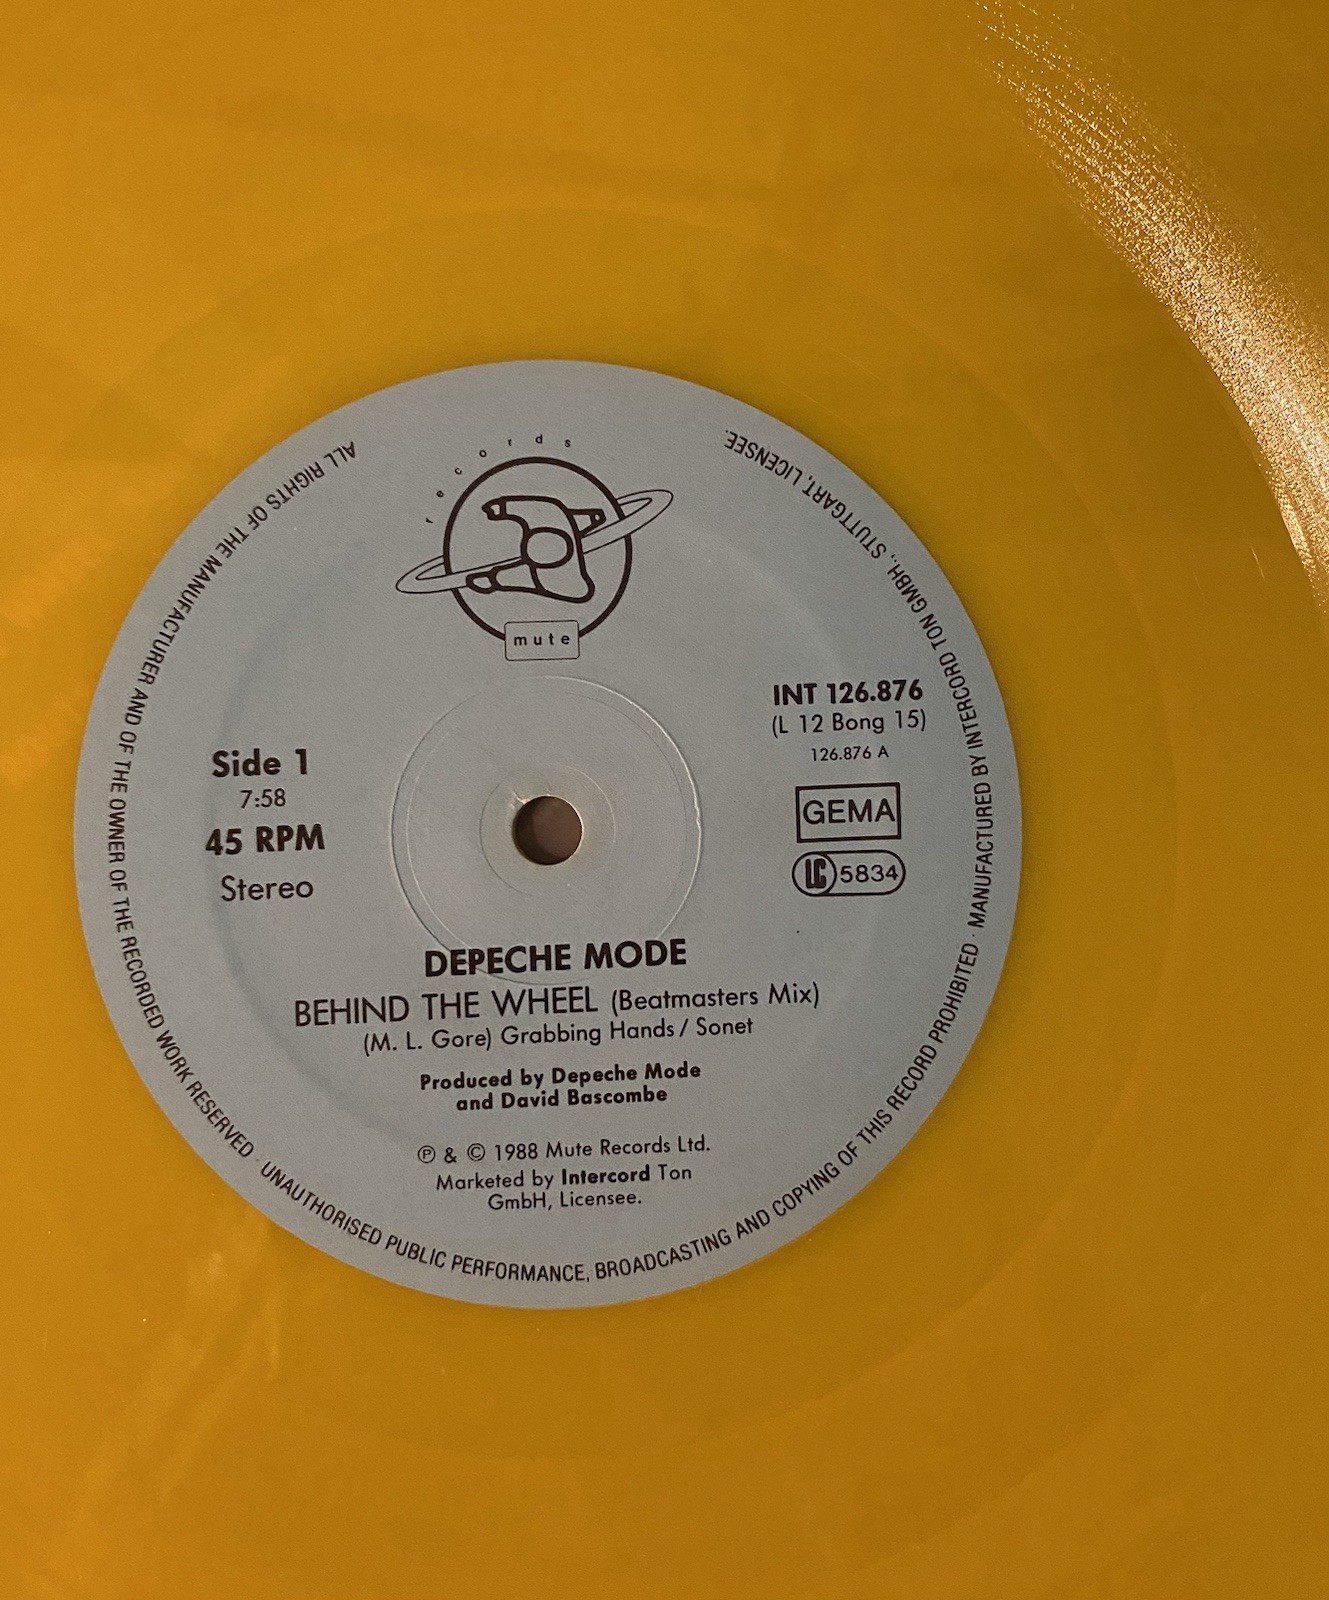 records
mute
INT 126.876
(L 12 Bong 15)
126.876 A
GEMA
LC 5834
Side 1
7:58
45 RPM
Stereo
DEPECHE MODE
BEHIND THE WHEEL (Beatmasters Mix)
(M. L. Gore) Grabbing Hands / Sonet
Produced by Depeche Mode
and David Bascombe
℗ & © 1988 Mute Records Ltd.
Marketed by Intercord Ton
GmbH, Licensee.
ALL RIGHTS OF THE MANUFACTURER AND OF THE OWNER OF THE RECORDED WORK RESERVED · UNAUTHORISED PUBLIC PERFORMANCE, BROADCASTING AND COPYING OF THIS RECORD PROHIBITED · MANUFACTURED BY INTERCORD TON GMBH., STUTTGART, LICENSEE.